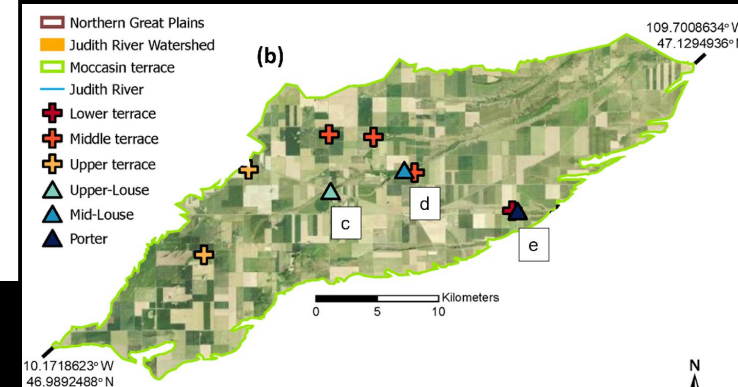 Northern Great Plains
Judith River Watershed
Moccasin terrace
Judith River
Lower terrace
Middle terrace
Upper terrace
Upper-Louse
Mid-Louse
Porter
(b)
109.7008634° W
47.1294936° N
c
d
e
Kilometers
0 5 10
10.1718623° W
46.9892488° N
N